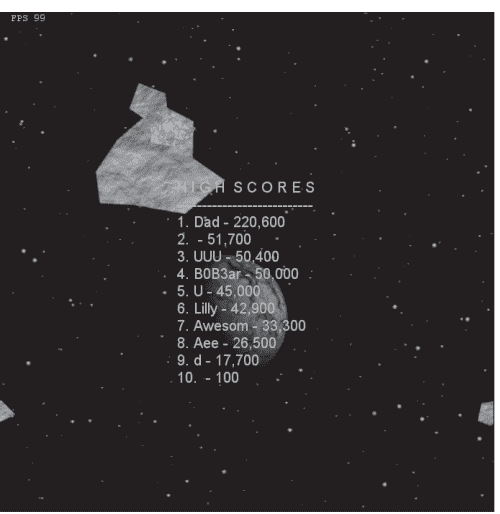 FPS 99
HIGH SCORES
-------------------------
1. Dad - 220,600
2.  - 51,700
3. UUU - 50,400
4. B0B3ar - 50,000
5. U - 45,000
6. Lilly - 42,900
7. Awesom - 33,300
8. Aee - 26,500
9. d - 17,700
10.  - 100